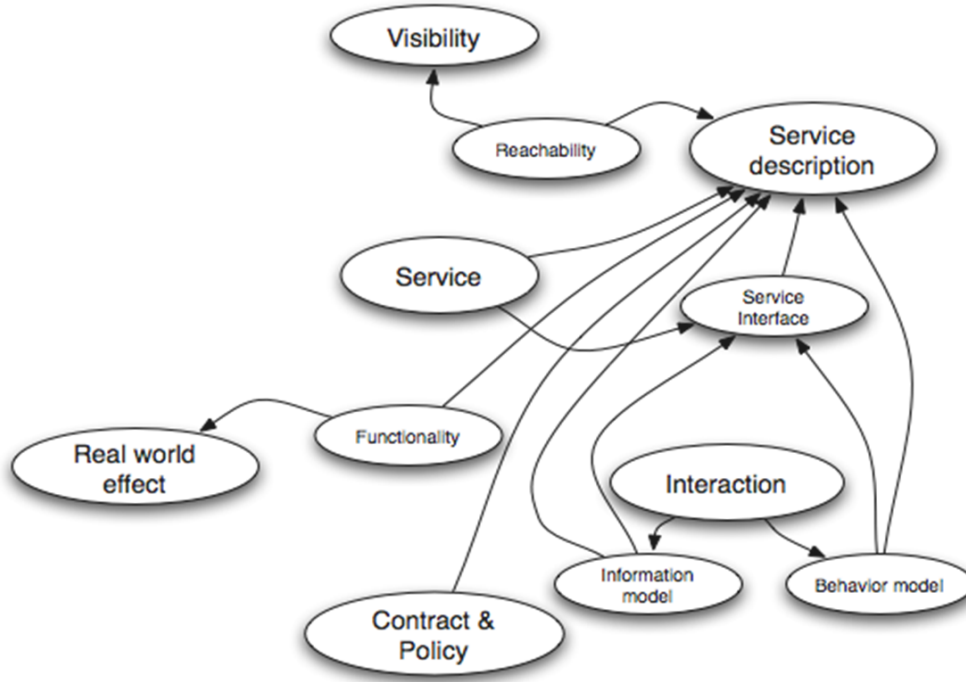 Visibility
Reachability
Service
description
Service
Service
Interface
Functionality
Real world
effect
Interaction
Information
model
Behavior model
Contract &
Policy